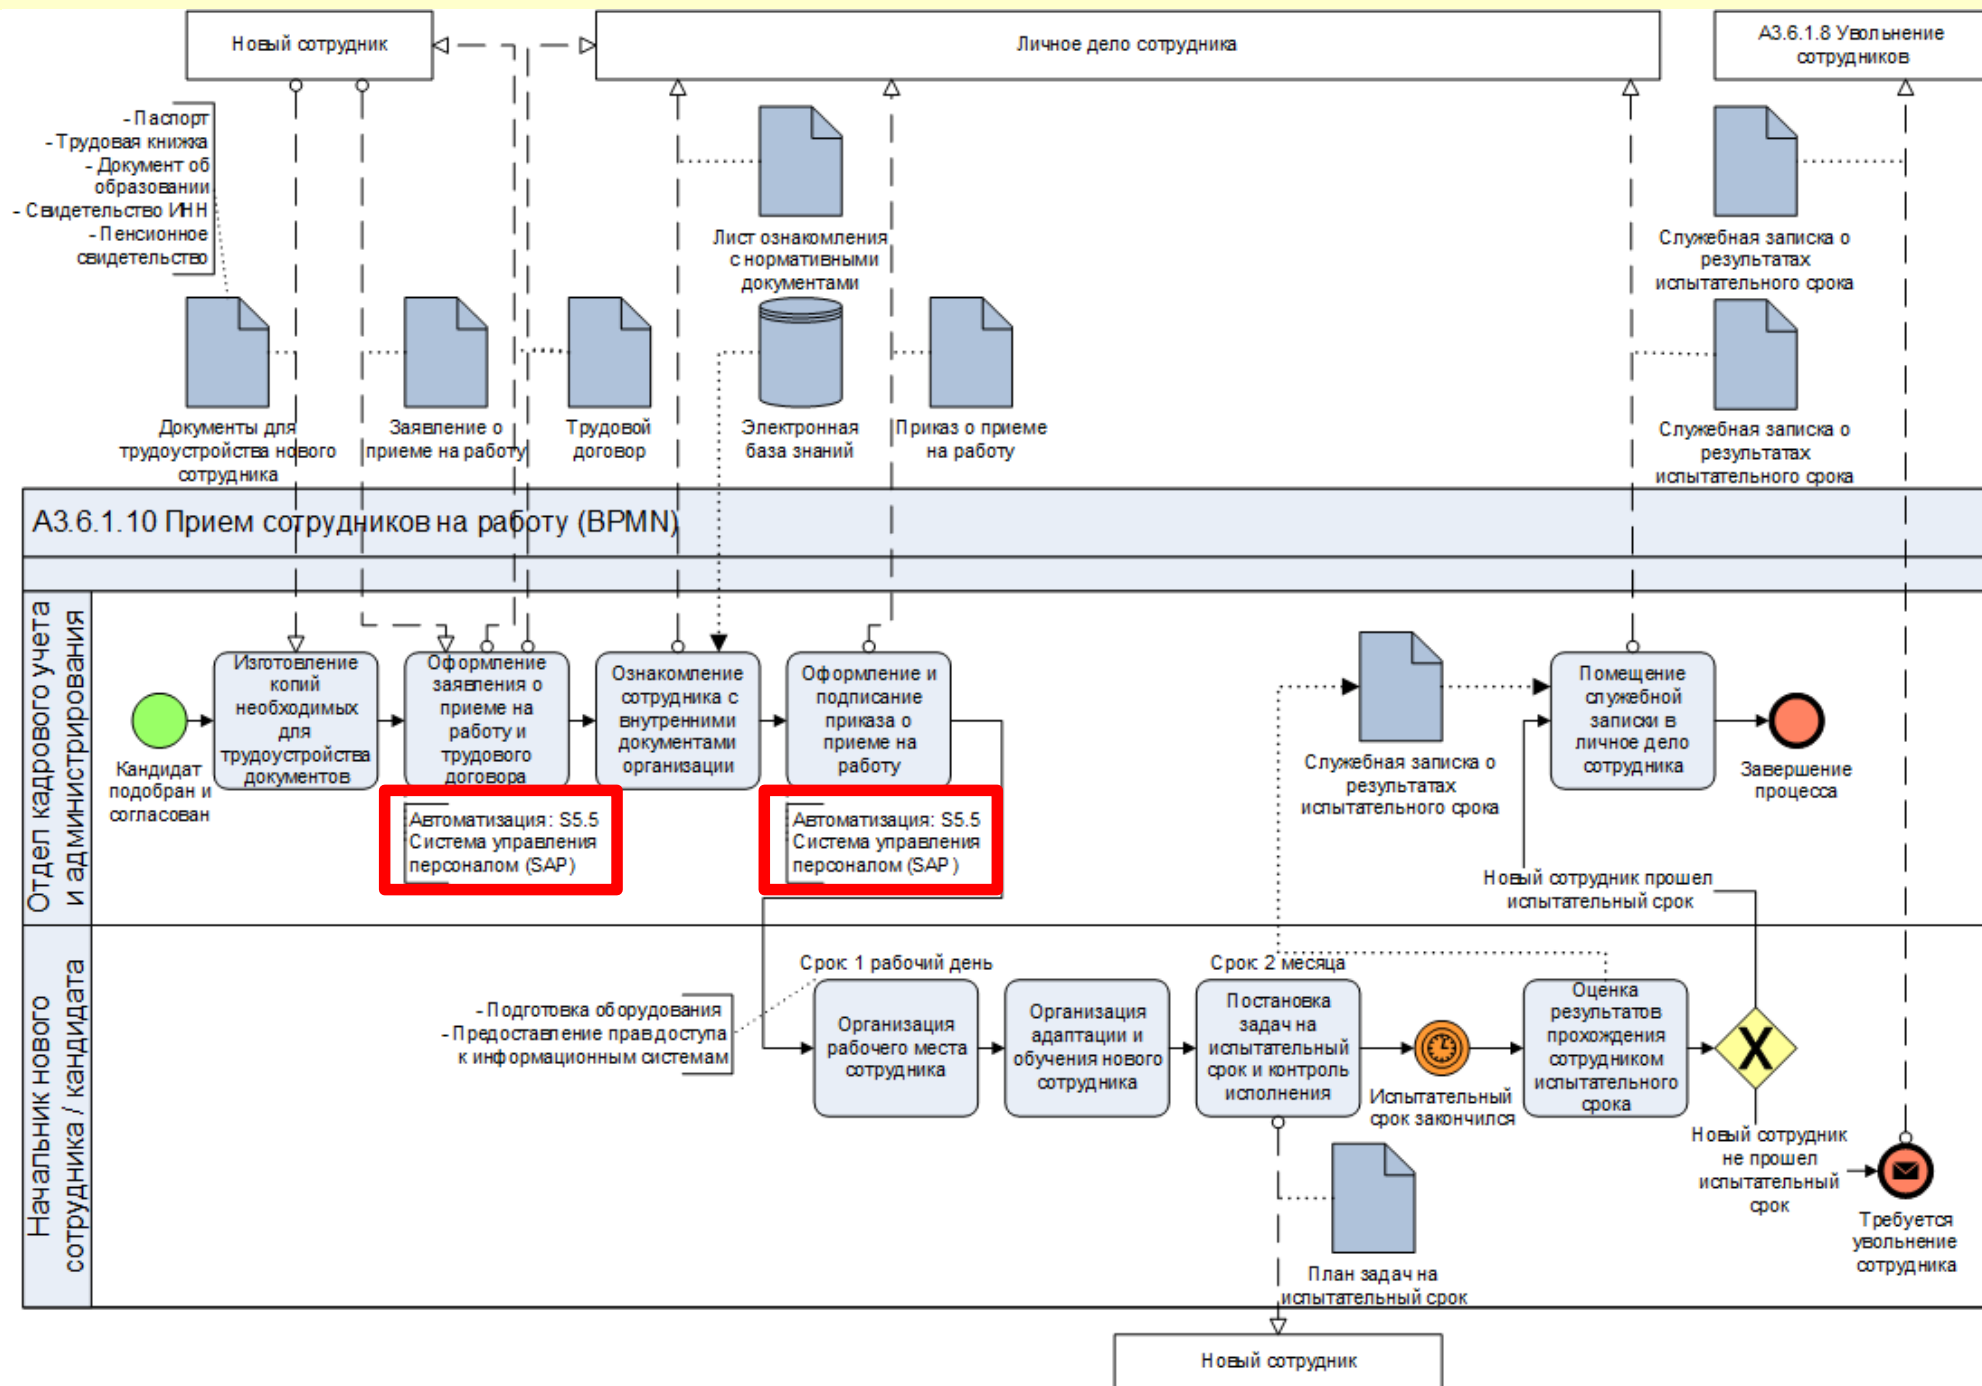 Новый сотрудник
Личное дело сотрудника
А3.6.1.8 Увольнение
сотрудников
- Паспорт
- Трудовая книжка
- Документ об
образовании
- Свидетельство ИНН
- Пенсионное
свидетельство
Лист ознакомления
с нормативными
документами
Служебная записка о
результатах
испытательного срока
Документы для
трудоустройства нового
сотрудника
Заявление о
приеме на работу
Трудовой
договор
Электронная
база знаний
Приказ о приеме
на работу
Служебная записка о
результатах
испытательного срока
А3.6.1.10 Прием сотрудников на работу (BPMN)
Отдел кадрового учета
и администрирования
Кандидат
подобран и
согласован
Изготовление
копий
необходимых
для
трудоустройства
документов
Оформление
заявления о
приеме на
работу и
трудового
договора
Ознакомление
сотрудника с
внутренними
документами
организации
Оформление и
подписание
приказа о
приеме на
работу
Служебная записка о
результатах
испытательного срока
Помещение
служебной
записки в
личное дело
сотрудника
Завершение
процесса
Автоматизация: S5.5
Система управления
персоналом (SAP)
Автоматизация: S5.5
Система управления
персоналом (SAP)
Новый сотрудник прошел
испытательный срок
Начальник нового
сотрудника / кандидата
Срок: 1 рабочий день
Срок: 2 месяца
- Подготовка оборудования
- Предоставление прав доступа
к информационным системам
Организация
рабочего места
сотрудника
Организация
адаптации и
обучения нового
сотрудника
Постановка
задач на
испытательный
срок и контроль
исполнения
Испытательный
срок закончился
Оценка
результатов
прохождения
сотрудником
испытательного
срока
X
Новый сотрудник
не прошел
испытательный
срок
Требуется
увольнение
сотрудника
План задач на
испытательный срок
Новый сотрудник